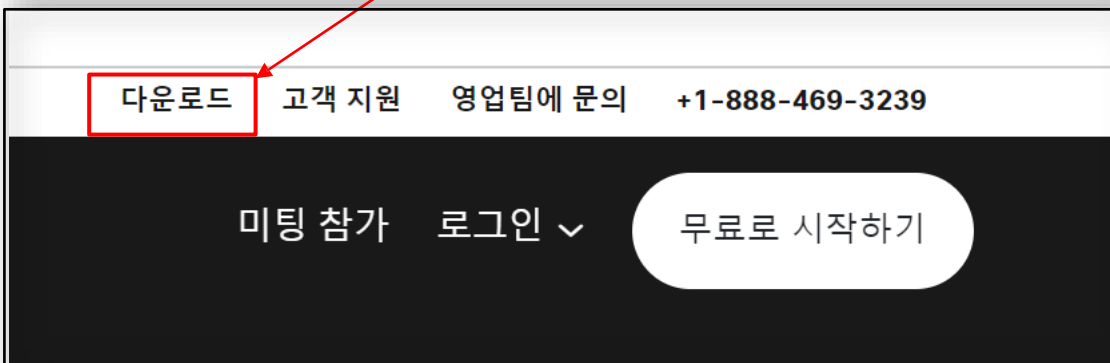 다운로드 고객 지원 영업팀에 문의 +1-888-469-3239
미팅 참가 로그인 무료로 시작하기